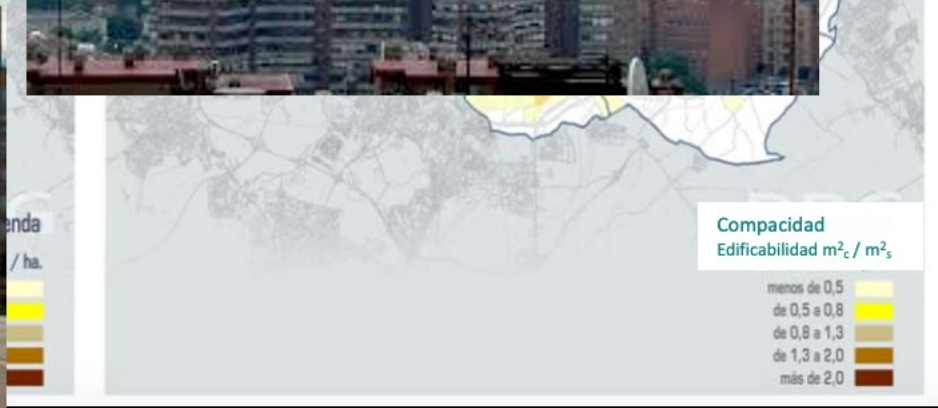 enda
/ ha.
Compacidad
Edificabilidad m²c / m²s
menos de 0,5
de 0,5 a 0,8
de 0,8 a 1,3
de 1,3 a 2,0
más de 2,0